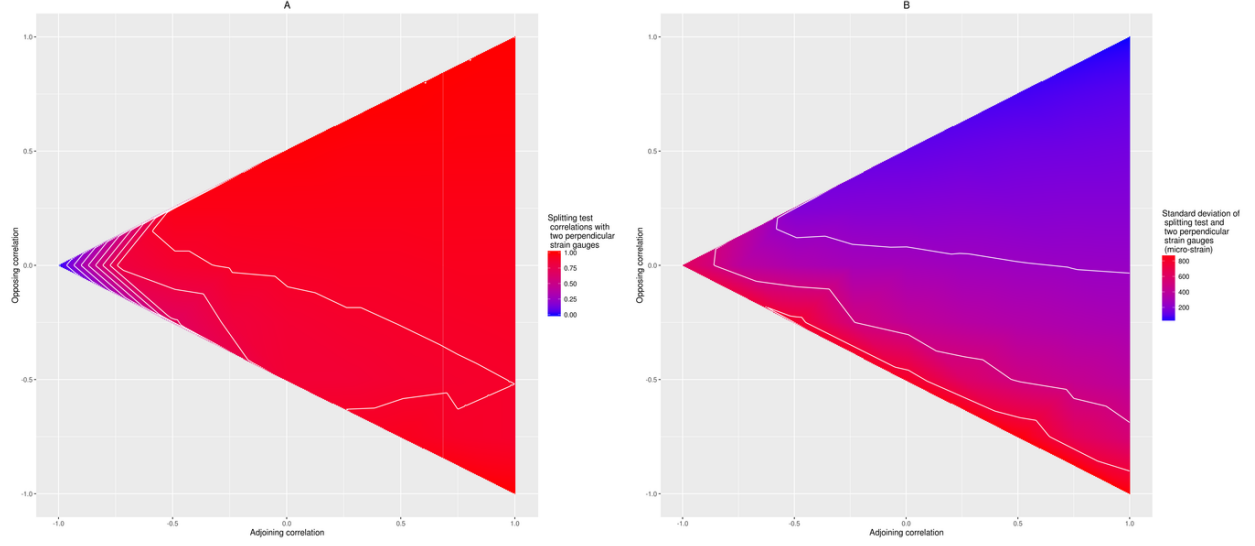 A
1.0
0.5
0.0
-0.5
-1.0
-1.0
-0.5
0.0
0.5
1.0
Opposing correlation
Adjoining correlation
Splitting test
correlations with
two perpendicular
strain gauges
1.00
0.75
0.50
0.25
0.00
B
1.0
0.5
0.0
-0.5
-1.0
-1.0
-0.5
0.0
0.5
1.0
Opposing correlation
Adjoining correlation
Standard deviation of
splitting test and
two perpendicular
strain gauges
(micro-strain)
800
600
400
200